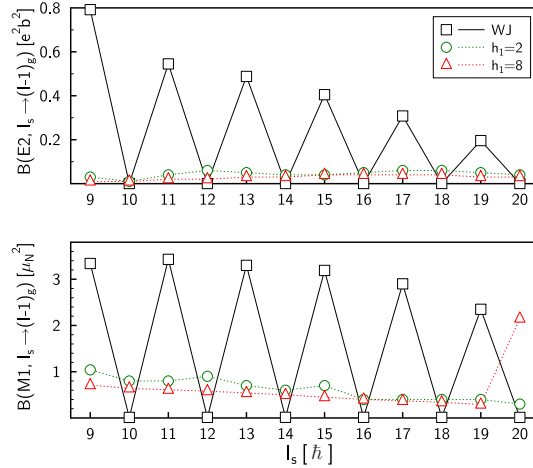 B(E2, I_s→(I-1)_g) [e²b²]
0.8
0.6
0.4
0.2
WJ
h₁=2
h₁=8
9 10 11 12 13 14 15 16 17 18 19 20
B(M1, I_s→(I-1)_g) [μ_N²]
3
2
1
9 10 11 12 13 14 15 16 17 18 19 20
I_s [ħ]